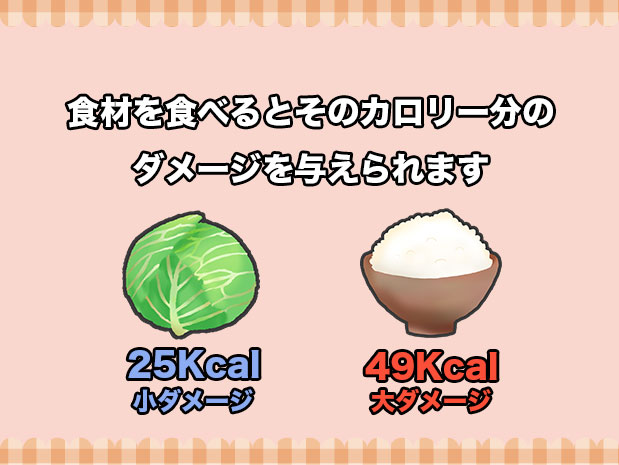 食材を食べるとそのカロリー分の
ダメージを与えられます
25Kcal
小ダメージ
49Kcal
大ダメージ